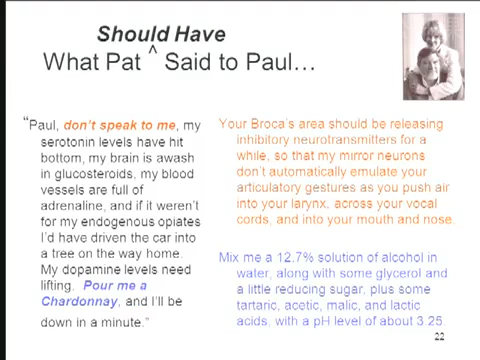 Should Have
What Pat ^ Said to Paul…
“Paul, don’t speak to me, my
serotonin levels have hit
bottom, my brain is awash
in glucosteroids, my blood
vessels are full of
adrenaline, and if it weren’t
for my endogenous opiates
I’d have driven the car into
a tree on the way home.
My dopamine levels need
lifting. Pour me a
Chardonnay, and I’ll be
down in a minute.”
Your Broca’s area should be releasing
inhibitory neurotransmitters for a
while, so that my mirror neurons
don’t automatically emulate your
articulatory gestures as you push air
into your larynx, across your vocal
cords, and into your mouth and nose.
Mix me a 12.7% solution of alcohol in
water, along with some glycerol and
a little reducing sugar, plus some
tartaric, acetic, malic, and lactic
acids, with a pH level of about 3.25.
22